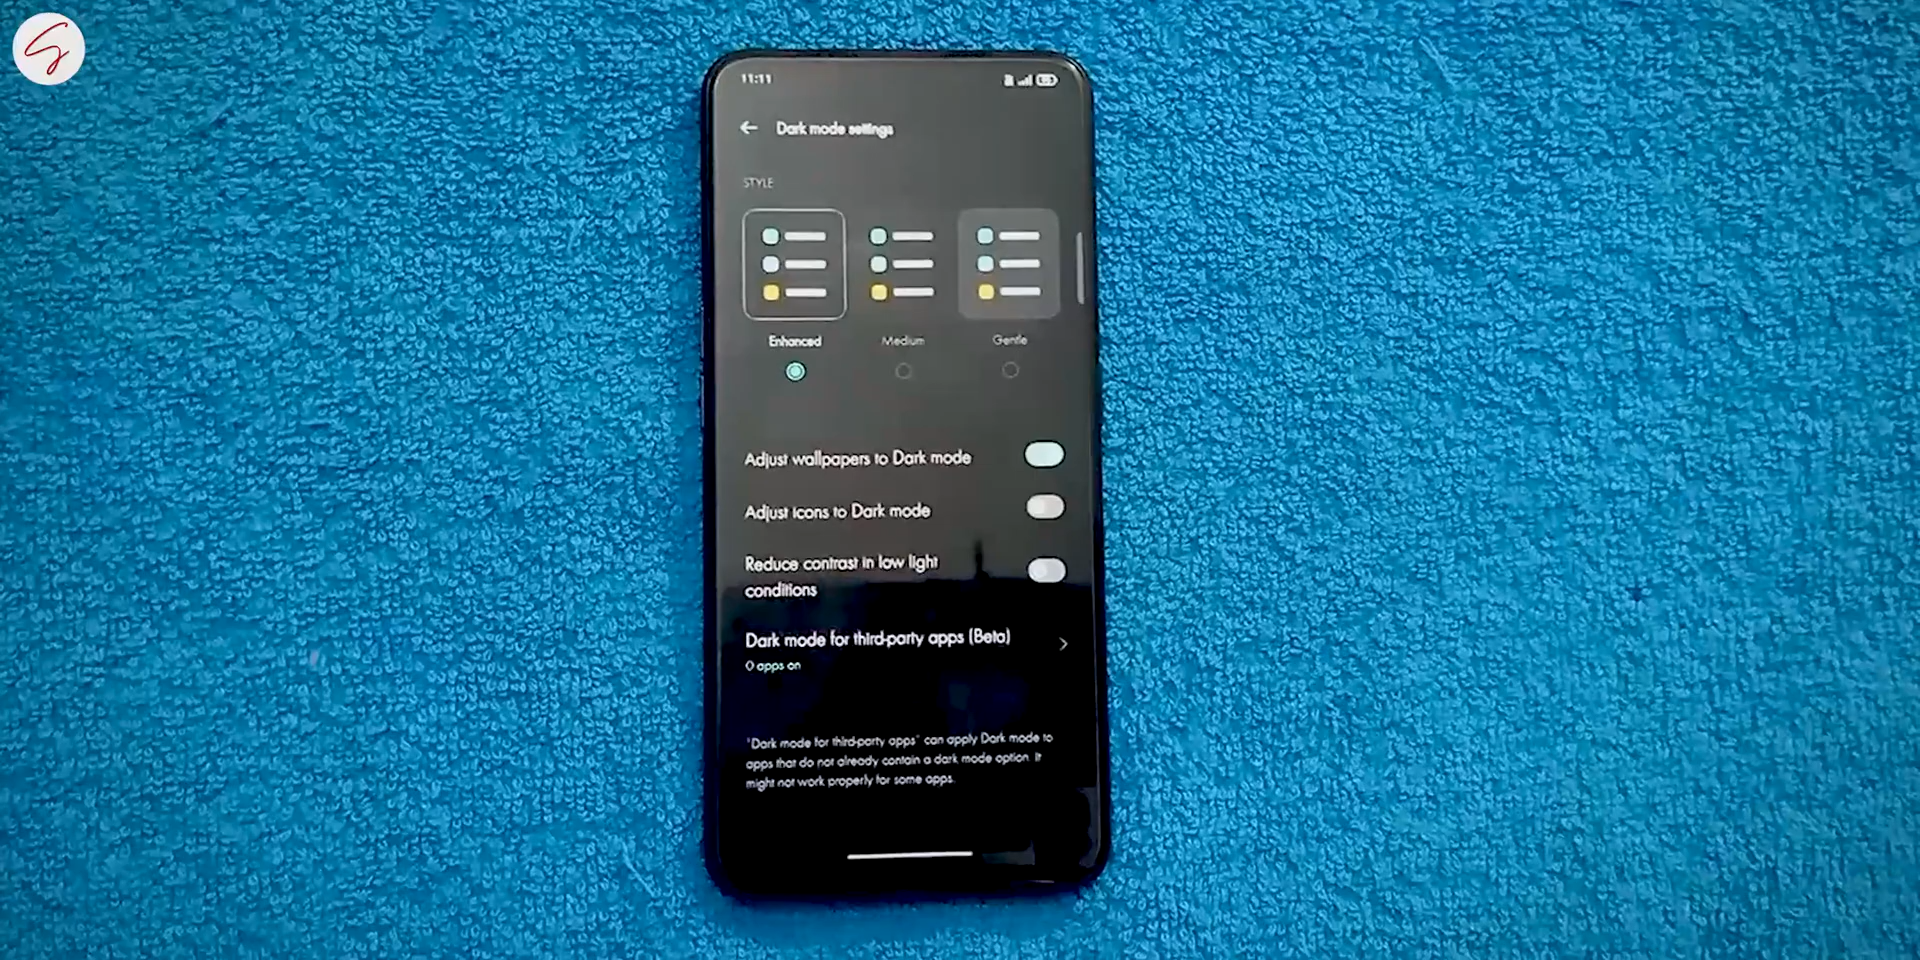 11:11
Dark mode settings
STYLE
Enhanced
Medium
Gentle
Adjust wallpapers to Dark mode
Adjust icons to Dark mode
Reduce contrast in low light
conditions
Dark mode for third-party apps (Beta)
0 apps on
"Dark mode for third-party apps" can apply Dark mode to
apps that do not already contain a dark mode option. It
might not work properly for some apps.